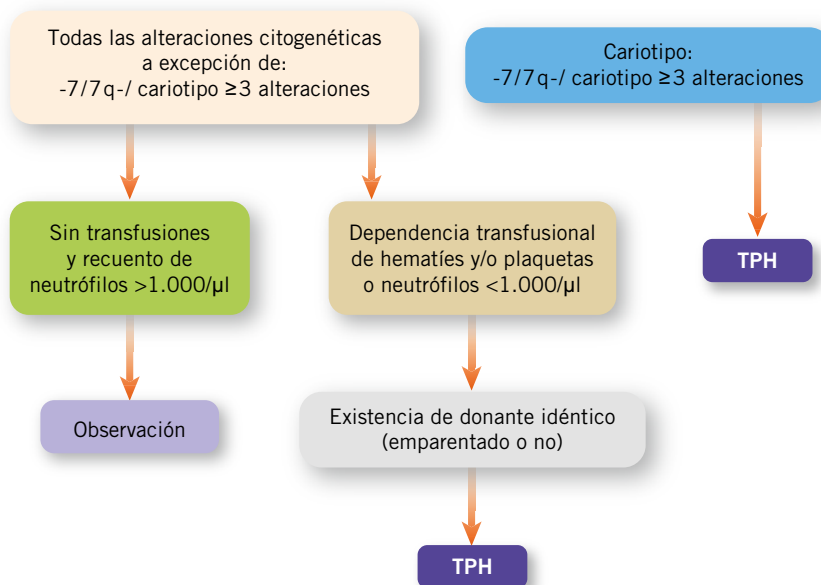 Todas las alteraciones citogenéticas
a excepción de:
-7/7q-/ cariotipo ≥3 alteraciones
Cariotipo:
-7/7q-/ cariotipo ≥3 alteraciones
Sin transfusiones
y recuento de
neutrófilos >1.000/µl
Dependencia transfusional
de hematíes y/o plaquetas
o neutrófilos <1.000/µl
TPH
Observación
Existencia de donante idéntico
(emparentado o no)
TPH